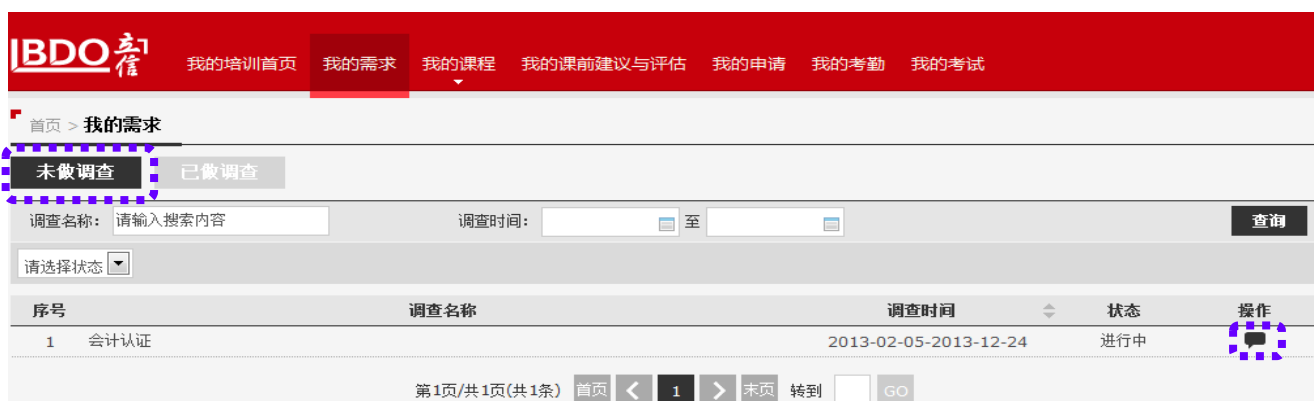 BDO 立信 我的培训首页 我的需求 我的课程 我的课前建议与评估 我的申请 我的考勤 我的考试
首页 > 我的需求
未做调查 已做调查
调查名称: 请输入搜索内容 调查时间: 至 查询
请选择状态
序号 调查名称 调查时间 状态 操作
1 会计认证 2013-02-05-2013-12-24 进行中
第1页/共1页(共1条) 首页 1 末页 转到 GO